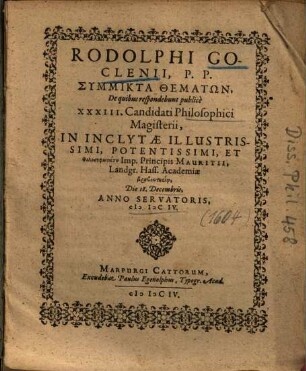 RODOLPHI GO-
CLENII, P. P.
ΣΥΜΜΙΚΤΑ ΘΕΜΑΤΩΝ,
De quibus respondebunt publicè
XXXIII. Candidati Philosophici
Magisterii,
IN INCLYTÆ ILLUSTRIS-
SIMI, POTENTISSIMI, ET
Imp. Principis MAURITII,
Landgr. Hass. Academiæ
Die 18. Decembris,
ANNO SERVATORIS,
cIɔ Iɔc IV.
(1604)
MARPURGI CATTORUM,
Excudebat Paulus Egenolphus, Typogr. Acad.
cIɔ Iɔc IV.
Diss. Phil 458